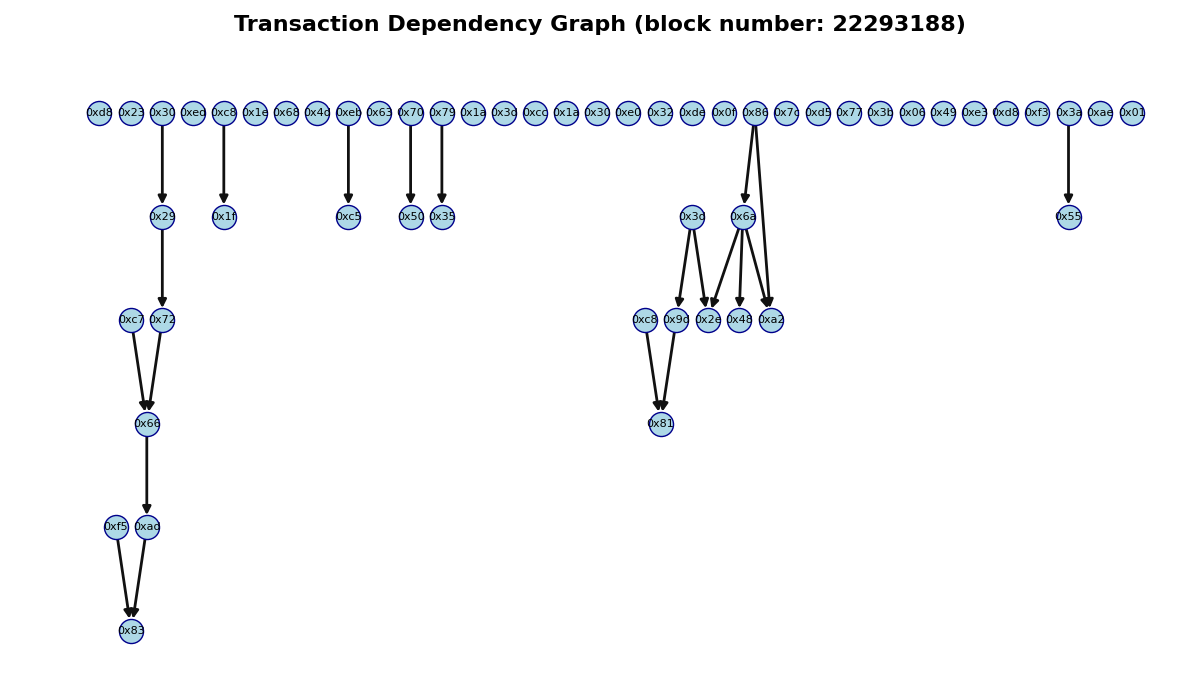 Transaction Dependency Graph (block number: 22293188)
0xd8 0x23 0x30 0xed 0xc8 0x1e 0x68 0x4d 0xeb 0x63 0x70 0x79 0x1a 0x3d 0xcc 0x1a 0x30 0xe0 0x32 0xde 0x0f 0x86 0x7c 0xd5 0x77 0x3b 0x06 0x49 0xe3 0xd8 0xf3 0x3a 0xae 0x01
0x29 0x1f 0xc5 0x50 0x35 0x3d 0x6a 0x55
0xc7 0x72 0xc8 0x9d 0x2e 0x48 0xa2
0x66 0x81
0xf5 0xad
0x83